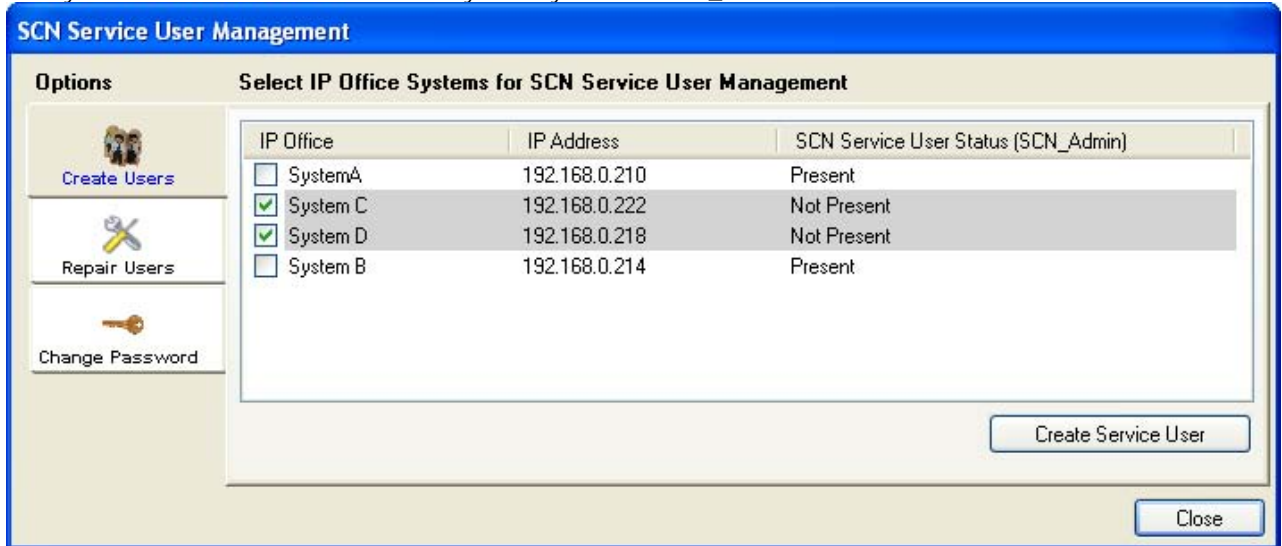 SCN Service User Management
Options
Select IP Office Systems for SCN Service User Management
Create Users
Repair Users
Change Password
IP Office IP Address SCN Service User Status (SCN_Admin)
SystemA 192.168.0.210 Present
System C 192.168.0.222 Not Present
System D 192.168.0.218 Not Present
System B 192.168.0.214 Present
Create Service User
Close